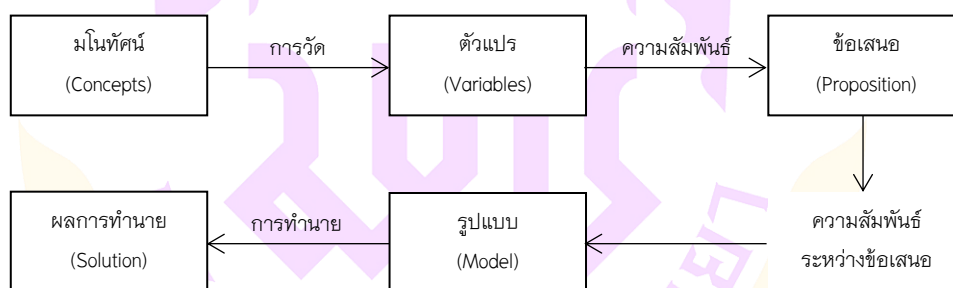 มโนทัศน์
(Concepts)
การวัด
ตัวแปร
(Variables)
ความสัมพันธ์
ข้อเสนอ
(Proposition)
ความสัมพันธ์
ระหว่างข้อเสนอ
รูปแบบ
(Model)
การทำนาย
ผลการทำนาย
(Solution)